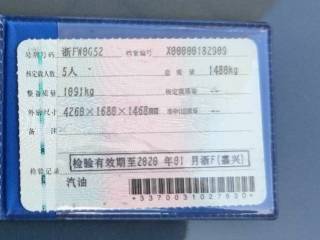 号牌号码 浙FW0G52 档案编号 X00000182909
核定载人数 5人 总质量 1480kg
整备质量 1091kg 核定载质量 --
外廓尺寸 4260×1680×1460mm 准牵引总质量 --
备注
检验记录 检验有效期至2020年01月浙F(嘉兴)
汽油